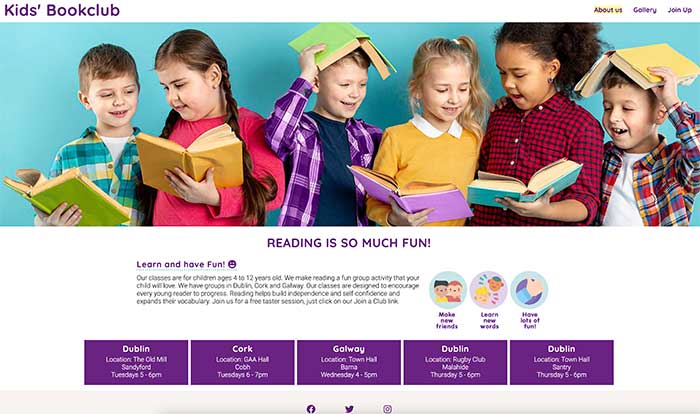 Kids' Bookclub
About us Gallery Join Up
READING IS SO MUCH FUN!
Learn and have Fun!
Our classes are for children ages 4 to 12 years old. We make reading a fun group activity that your
child will love. We have groups in Dublin, Cork and Galway. Our classes are designed to encourage
every young reader to progress. Reading helps build independence and self confidence and
expands their vocabulary. Join us for a free taster session, just click on our Join a Club link.
Make
new
friends
Learn
new
words
Have
lots of
fun!
Dublin
Location: The Old Mill
Sandyford
Tuesdays 5 - 6pm
Cork
Location: GAA Hall
Cobh
Tuesdays 6 - 7pm
Galway
Location: Town Hall
Barna
Wednesday 4 - 5pm
Dublin
Location: Rugby Club
Malahide
Thursday 5 - 6pm
Dublin
Location: Town Hall
Santry
Thursday 5 - 6pm